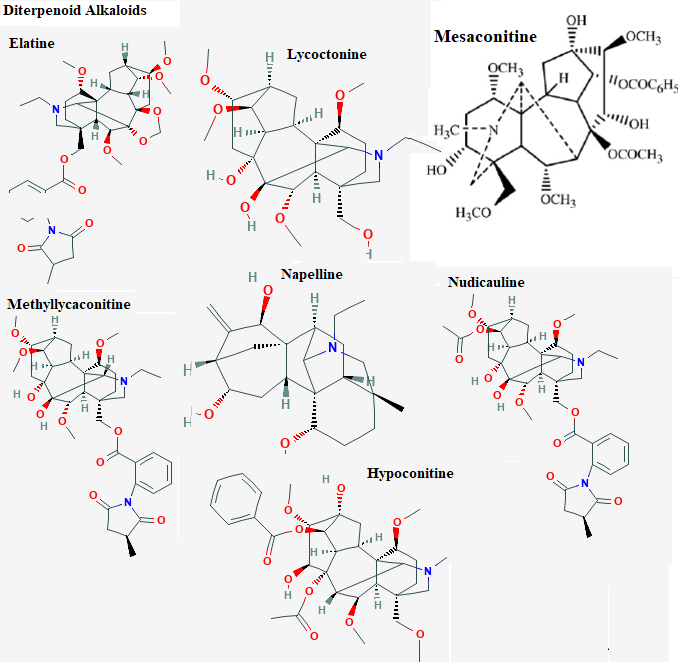 Diterpenoid Alkaloids
Elatine
H
O
O
O
H
H
N
O
H
O
O
O
O
N
O
O
Lycoctonine
H
O
O
O
H
H
N
H
O
O
H
H
O
O
H
Mesaconitine
OH
OCH₃
OCH₃
H
OCOC₆H₅
H₃C
N
OH
HO
OCOCH₃
OCH₃
H₃CO
Methyllycaconitine
H
O
O
O
H
H
H
N
H
O
H
O
H
O
O
O
O
N
O
Napelline
H
O
H
N
H
H
H
H
O
O
Nudicauline
H
O
O
O
O
H
H
N
H
O
H
O
H
O
O
O
O
N
O
Hypoconitine
H
O
O
O
O
O
H
H
O
H
O
N
H
H
O
O
O